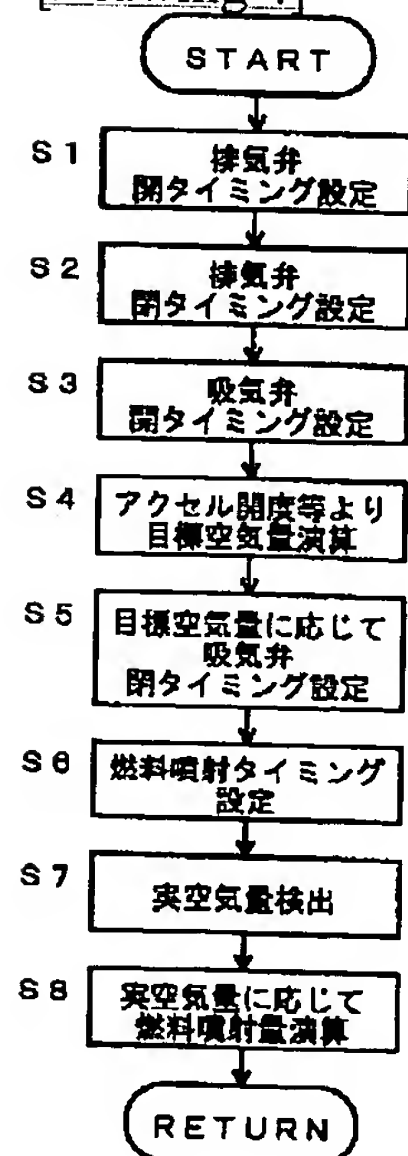 START
S1
排気弁
開タイミング設定
S2
排気弁
閉タイミング設定
S3
吸気弁
開タイミング設定
S4
アクセル開度等より
目標空気量演算
S5
目標空気量に応じて
吸気弁
閉タイミング設定
S6
燃料噴射タイミング
設定
S7
実空気量検出
S8
実空気量に応じて
燃料噴射量演算
RETURN